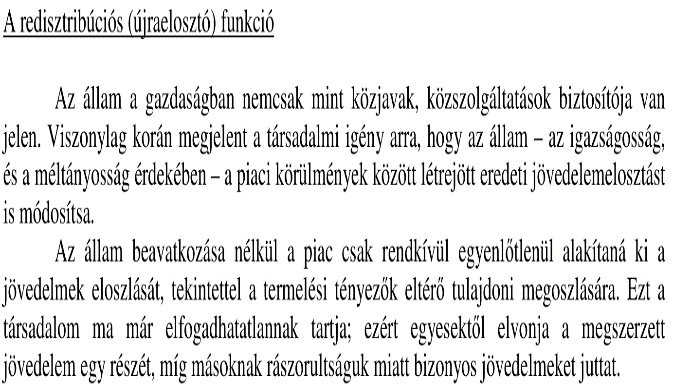 A redisztribúciós (újraelosztó) funkció
Az állam a gazdaságban nemcsak mint közjavak, közszolgáltatások biztosítója van
jelen. Viszonylag korán megjelent a társadalmi igény arra, hogy az állam – az igazságosság,
és a méltányosság érdekében – a piaci körülmények között létrejött eredeti jövedelemelosztást
is módosítsa.
Az állam beavatkozása nélkül a piac csak rendkívül egyenlőtlenül alakítaná ki a
jövedelmek eloszlását, tekintettel a termelési tényezők eltérő tulajdoni megoszlására. Ezt a
társadalom ma már elfogadhatatlannak tartja; ezért egyesektől elvonja a megszerzett
jövedelem egy részét, míg másoknak rászorultságuk miatt bizonyos jövedelmeket juttat.